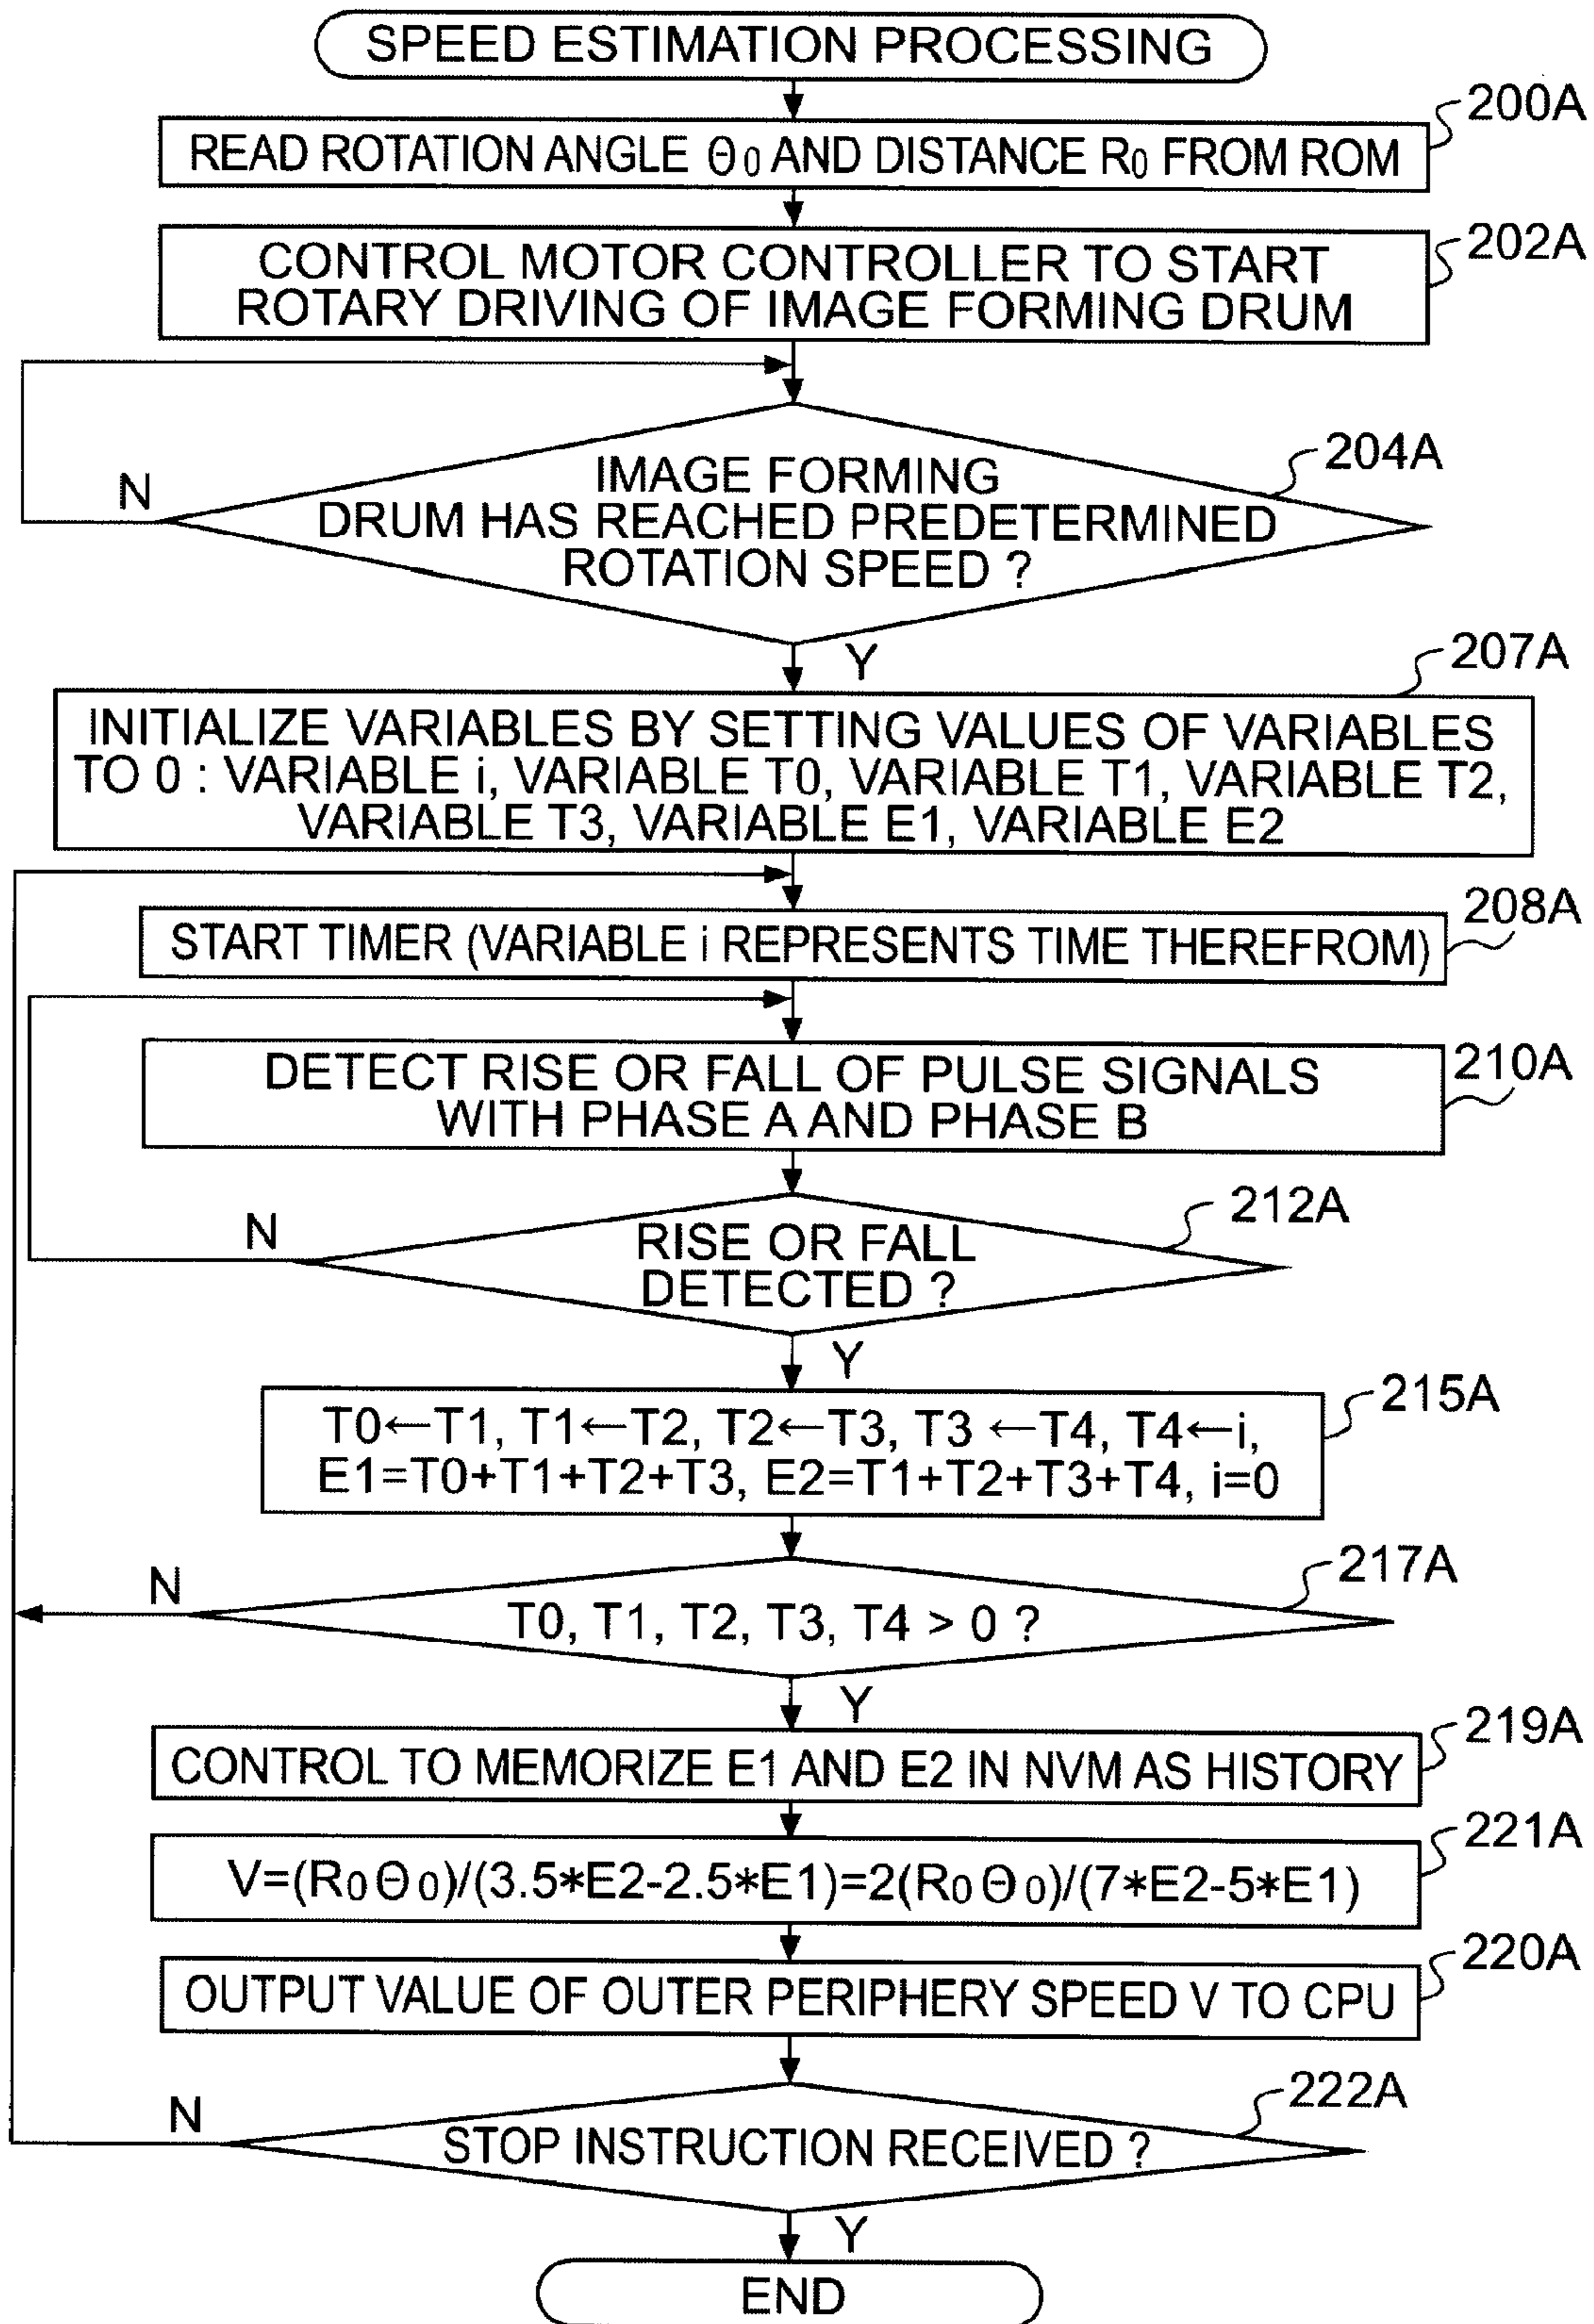 SPEED ESTIMATION PROCESSING
200A
READ ROTATION ANGLE Θ0 AND DISTANCE R0 FROM ROM
202A
CONTROL MOTOR CONTROLLER TO START
ROTARY DRIVING OF IMAGE FORMING DRUM
204A
N
IMAGE FORMING
DRUM HAS REACHED PREDETERMINED
ROTATION SPEED ?
Y
207A
INITIALIZE VARIABLES BY SETTING VALUES OF VARIABLES
TO 0 : VARIABLE i, VARIABLE T0, VARIABLE T1, VARIABLE T2,
VARIABLE T3, VARIABLE E1, VARIABLE E2
208A
START TIMER (VARIABLE i REPRESENTS TIME THEREFROM)
210A
DETECT RISE OR FALL OF PULSE SIGNALS
WITH PHASE A AND PHASE B
212A
N
RISE OR FALL
DETECTED ?
Y
215A
T0←T1, T1←T2, T2←T3, T3 ←T4, T4←i,
E1=T0+T1+T2+T3, E2=T1+T2+T3+T4, i=0
217A
N
T0, T1, T2, T3, T4 > 0 ?
Y
219A
CONTROL TO MEMORIZE E1 AND E2 IN NVM AS HISTORY
221A
V=(R0Θ0)/(3.5*E2-2.5*E1)=2(R0Θ0)/(7*E2-5*E1)
220A
OUTPUT VALUE OF OUTER PERIPHERY SPEED V TO CPU
222A
N
STOP INSTRUCTION RECEIVED ?
Y
END